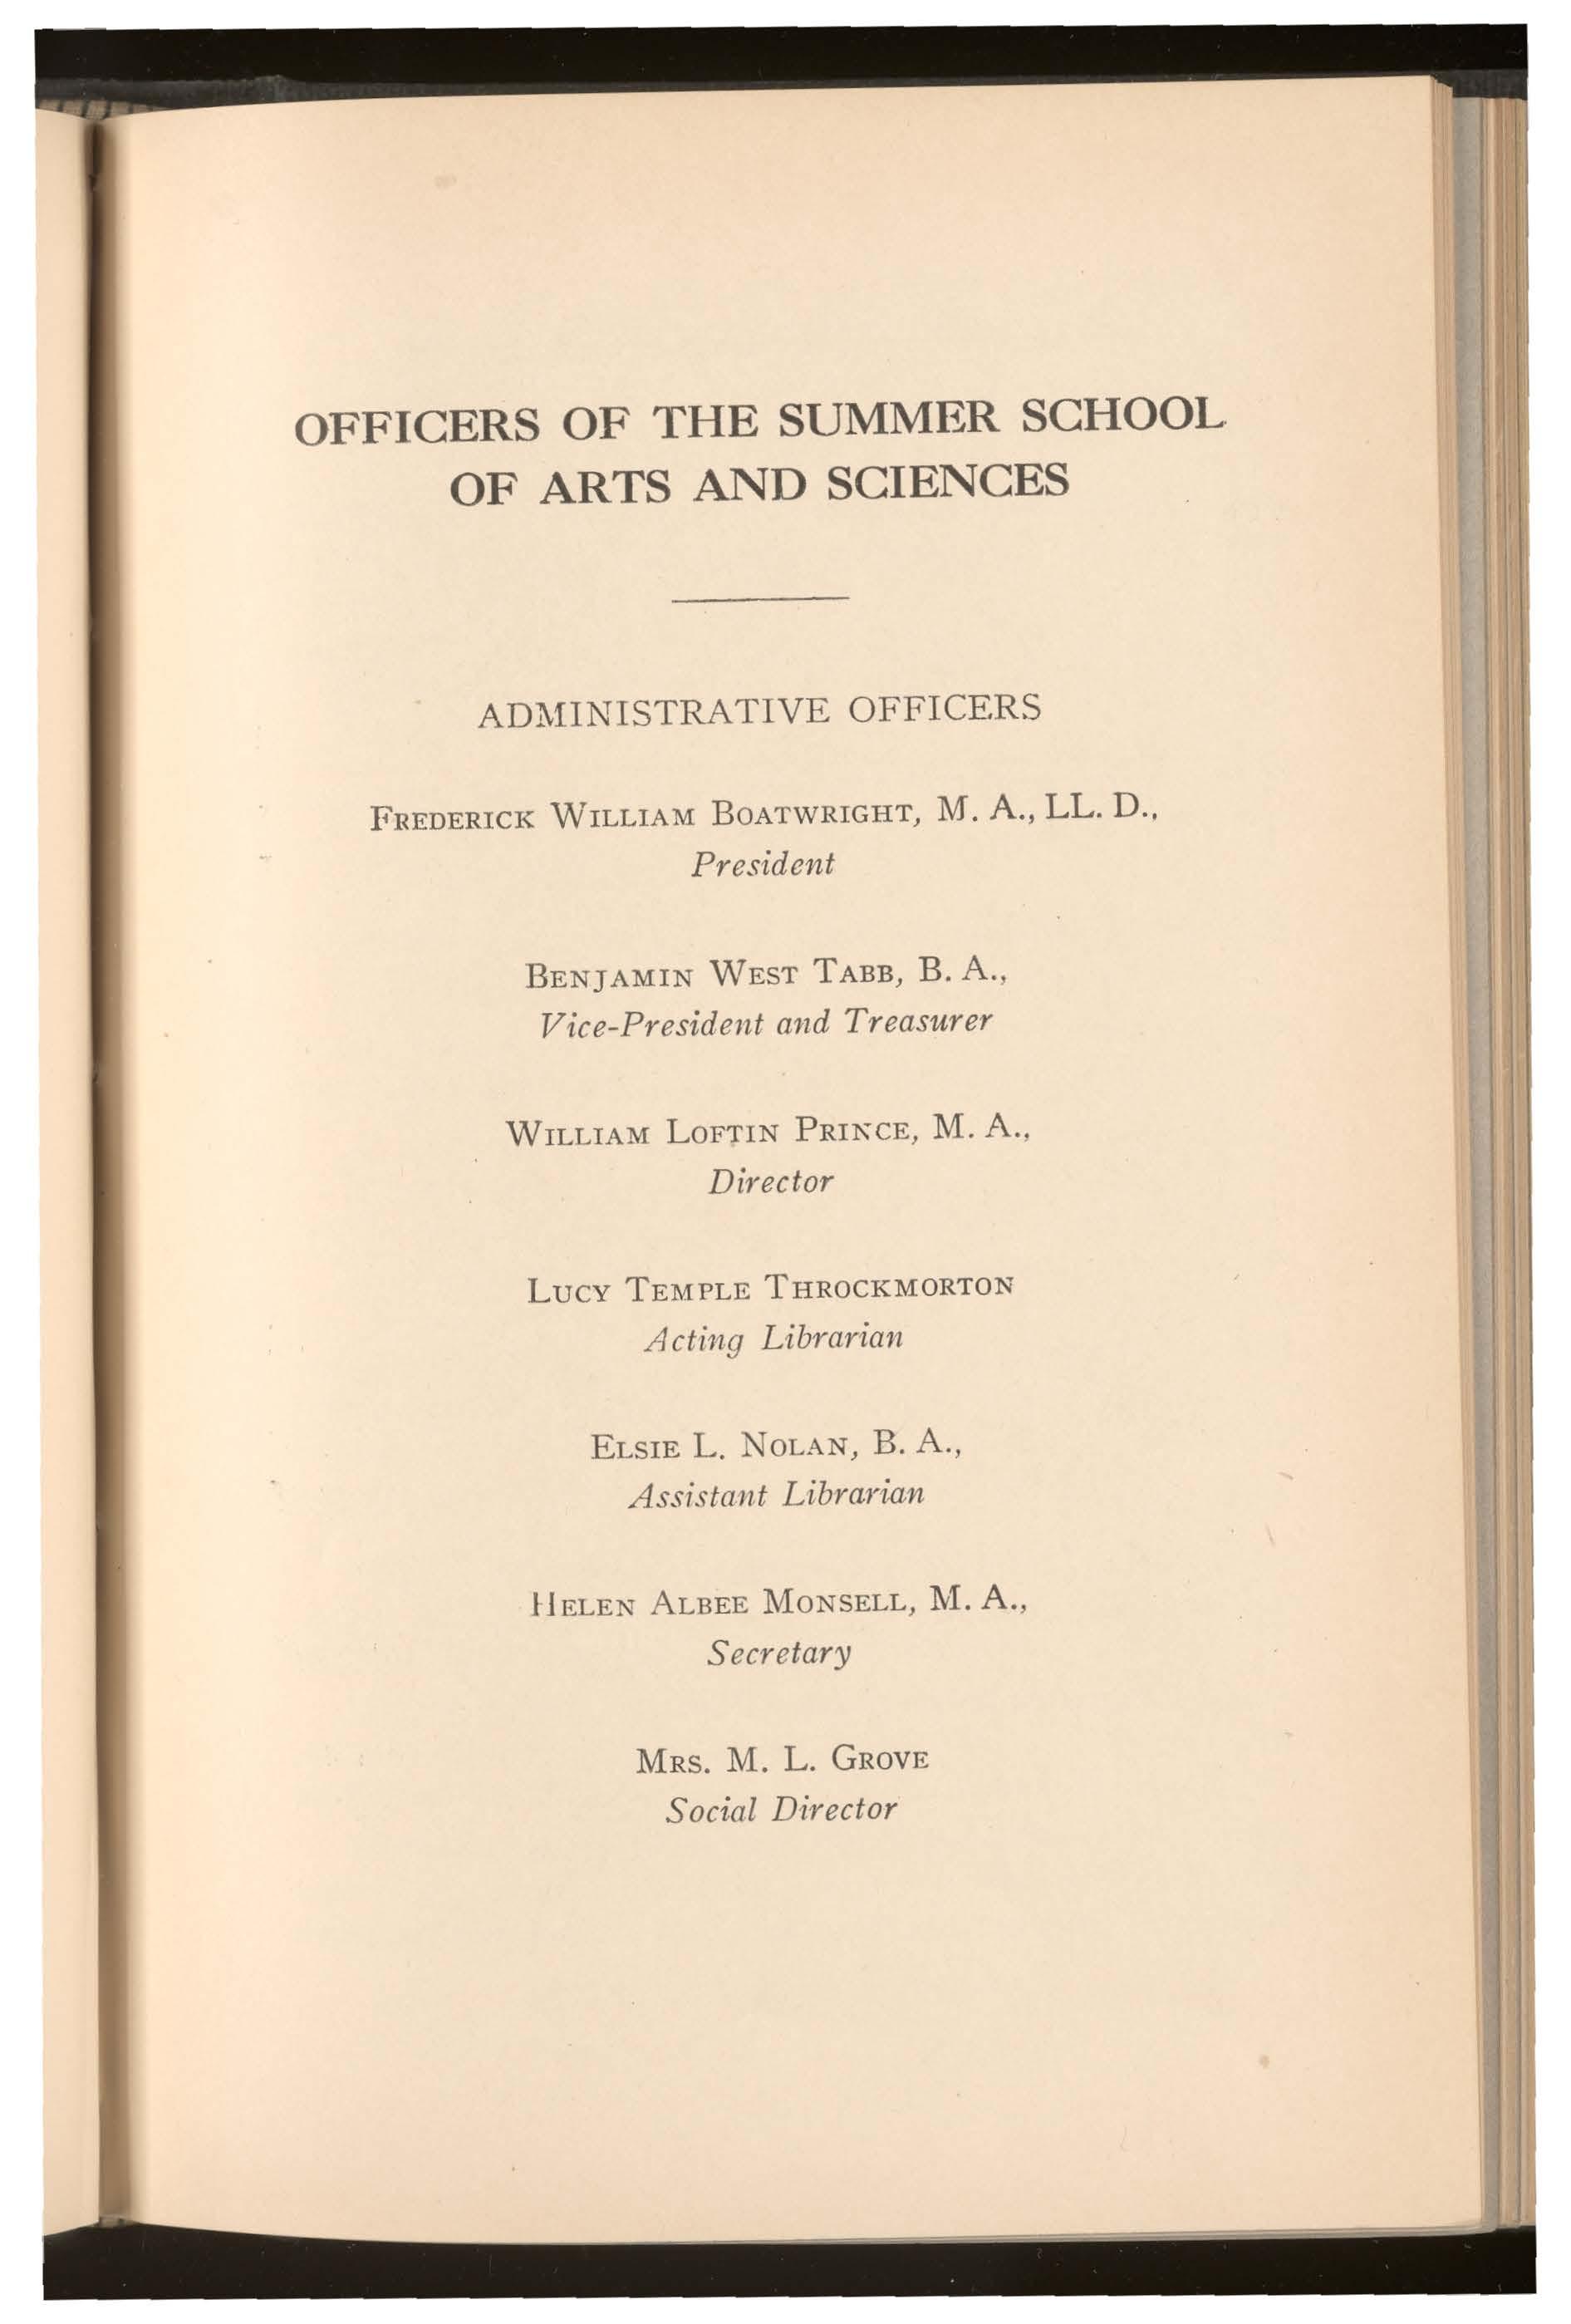 OFFICERS OF THE SUMMER SCHOOL
OF ARTS AND SCIENCES
ADMINISTRATIVE OFFICERS
FREDERICK WILLIAM BOATWRIGHT, M. A., LL. D.,
President
BENJAMIN WEST TABB, B. A.,
Vice-President and Treasurer
WILLIAM LOFTIN PRINCE, M. A.,
Director
LUCY TEMPLE THROCKMORTON
Acting Librarian
ELSIE L. NOLAN, B. A.,
Assistant Librarian
HELEN ALBEE MONSELL, M. A.,
Secretary
MRS. M. L. GROVE
Social Director